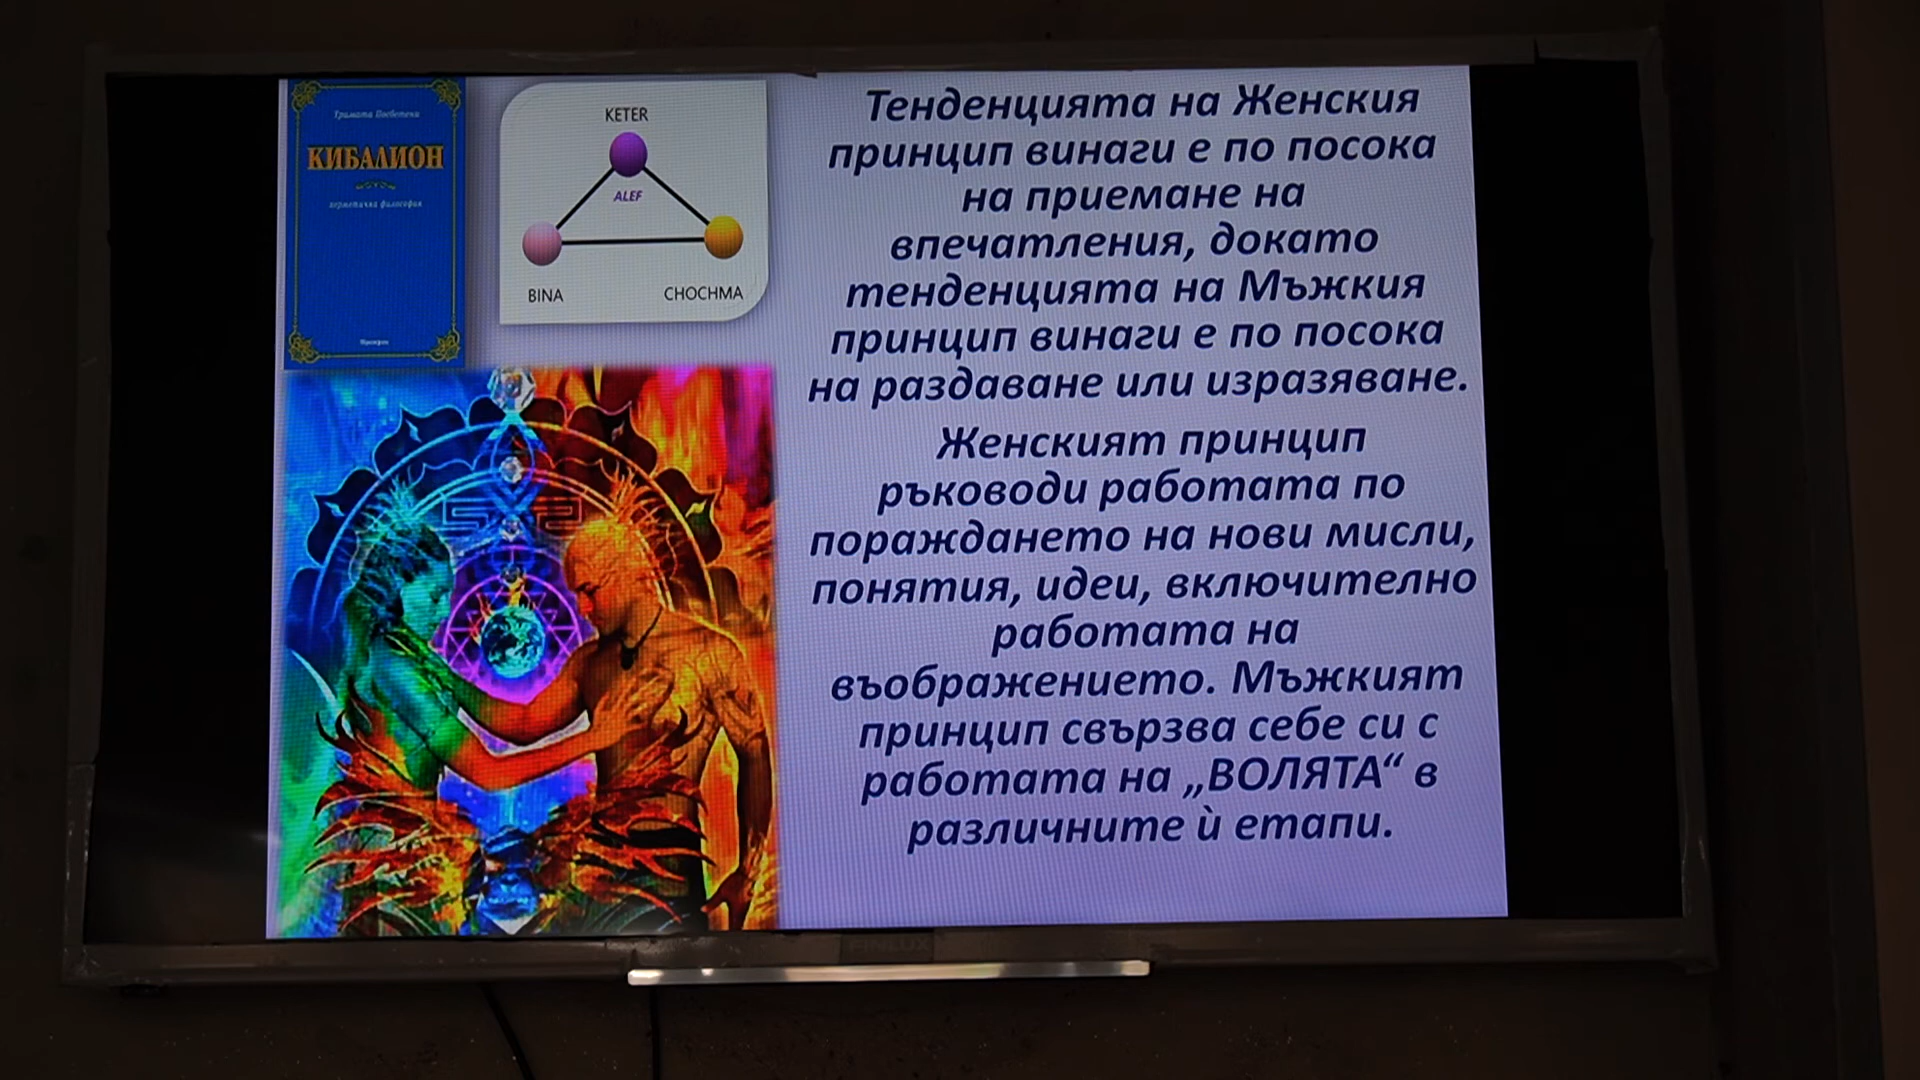 Тримата Посветени
КИБАЛИОН
херметична философия
KETER
ALEF
BINA
CHOCHMA
Тенденцията на Женския
принцип винаги е по посока
на приемане на
впечатления, докато
тенденцията на Мъжкия
принцип винаги е по посока
на раздаване или изразяване.
Женският принцип
ръководи работата по
пораждането на нови мисли,
понятия, идеи, включително
работата на
въображението. Мъжкият
принцип свързва себе си с
работата на „ВОЛЯТА“ в
различните ѝ етапи.
FINLUX